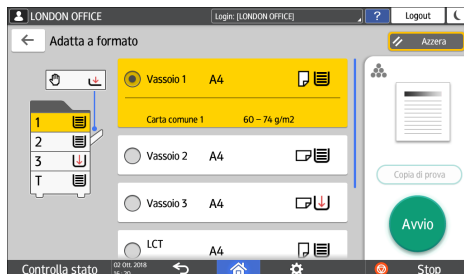 LONDON OFFICE
Login: [LONDON OFFICE]
?
Logout
Adatta a formato
Azzera
1
2
3
T
Vassoio 1 A4
Carta comune 1 60 – 74 g/m2
Vassoio 2 A4
Vassoio 3 A4
LCT A4
Copia di prova
Avvio
Controlla stato
02 Ott. 2018
Stop